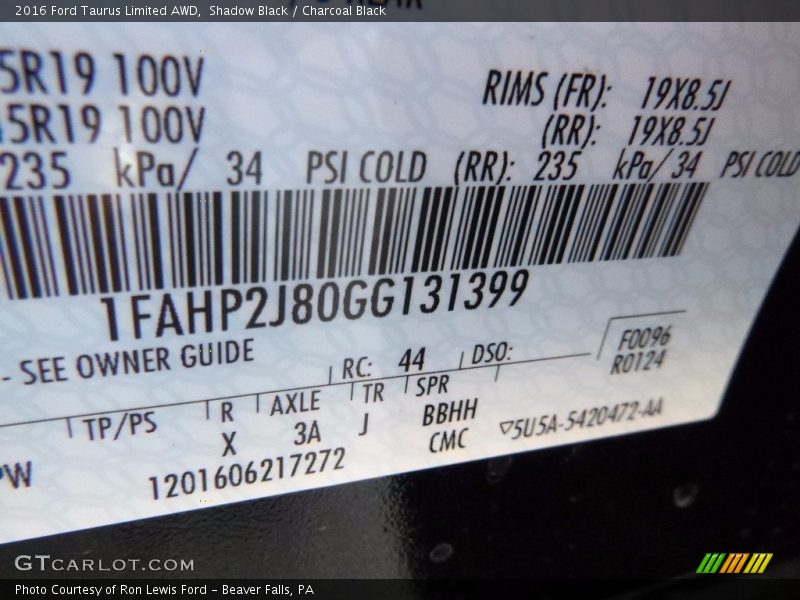 2016 Ford Taurus Limited AWD,  Shadow Black / Charcoal Black
5R19 100V RIMS (FR): 19X8.5J
5R19 100V (RR): 19X8.5J
235 kPa/ 34 PSI COLD (RR): 235 kPa/ 34 PSI COLD
1FAHP2J80GG131399
- SEE OWNER GUIDE
RC: 44 DSO:
F0096
R0124
TP/PS R AXLE TR SPR
X 3A J BBHH
PW CMC
▽5U5A-5420472-AA
1201606217272
GTCARLOT.COM
Photo Courtesy of Ron Lewis Ford - Beaver Falls, PA